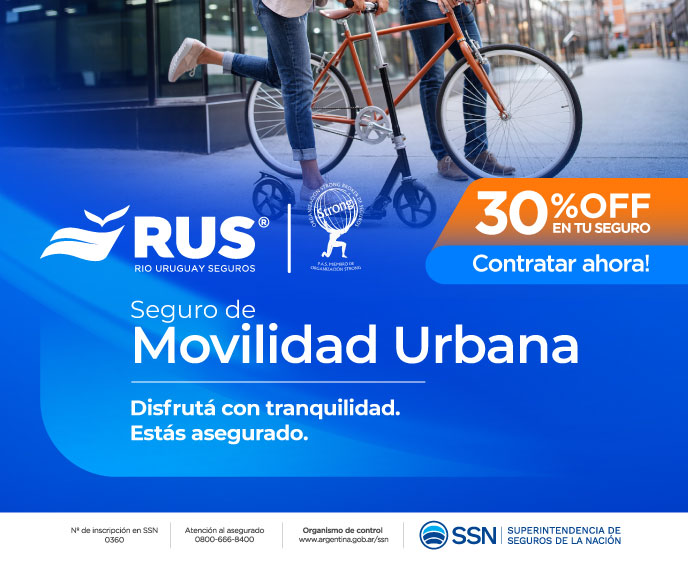 RUS®
RIO URUGUAY SEGUROS
Strong
P.A.S. MIEMBRO DE
ORGANIZACIÓN STRONG
30%OFF
EN TU SEGURO
Contratar ahora!
Seguro de
Movilidad Urbana
Disfrutá con tranquilidad.
Estás asegurado.
Nº de inscripción en SSN
0360
Atención al asegurado
0800-666-8400
Organismo de control
www.argentina.gob.ar/ssn
SSN
SUPERINTENDENCIA DE
SEGUROS DE LA NACIÓN